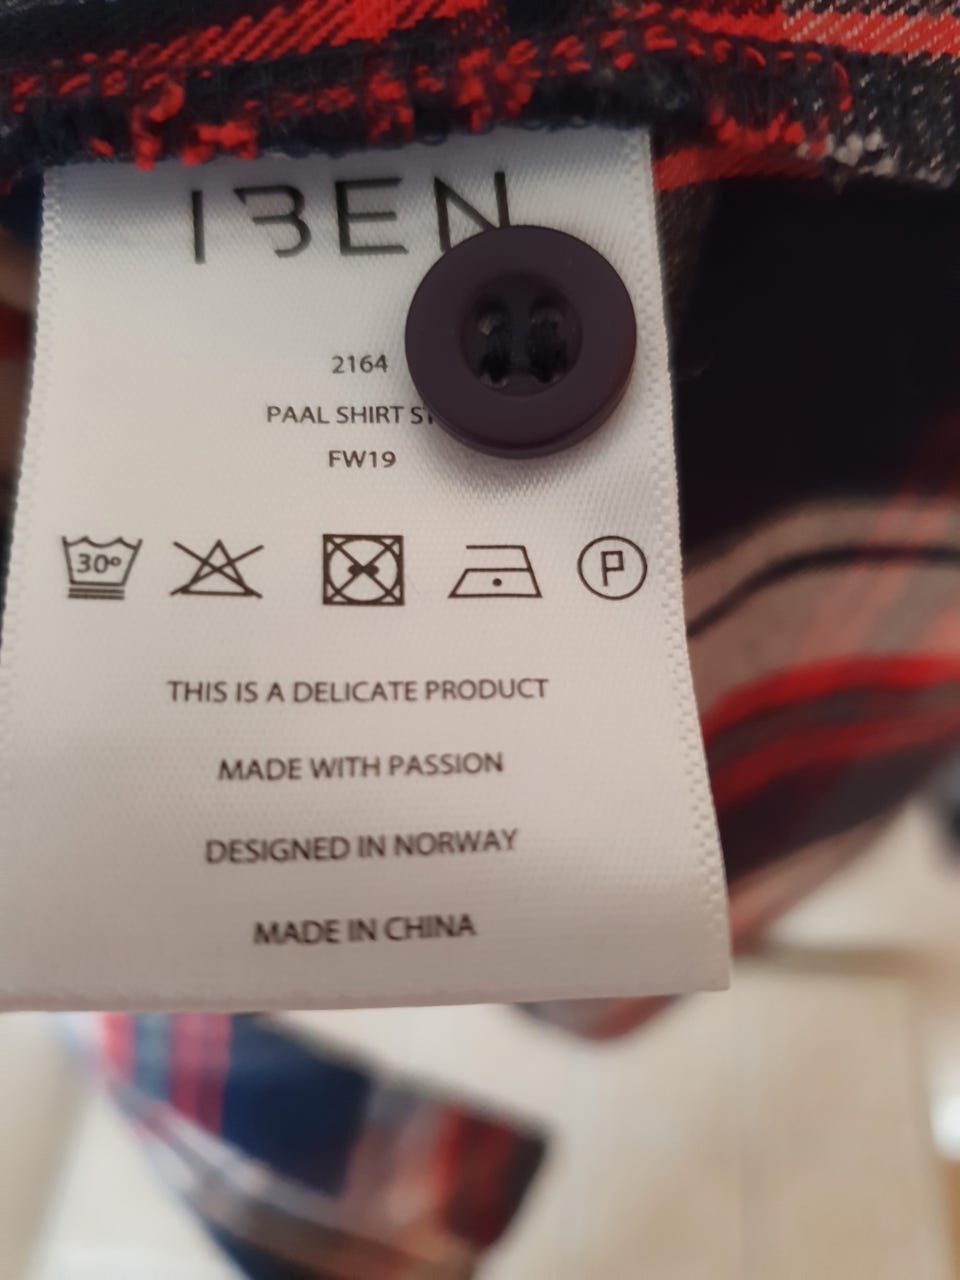 IBEN
2164
PAAL SHIRT
FW19
30°
P
THIS IS A DELICATE PRODUCT
MADE WITH PASSION
DESIGNED IN NORWAY
MADE IN CHINA